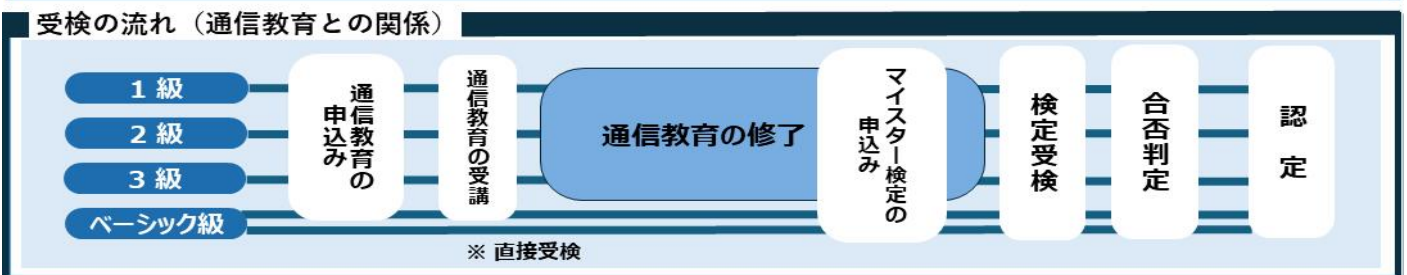 受検の流れ（通信教育との関係）
1 級
2 級
3 級
ベーシック級
通信教育の
申込み
通信教育の受講
通信教育の修了
マイスター検定の
申込み
検定受検
合否判定
認定
※ 直接受検